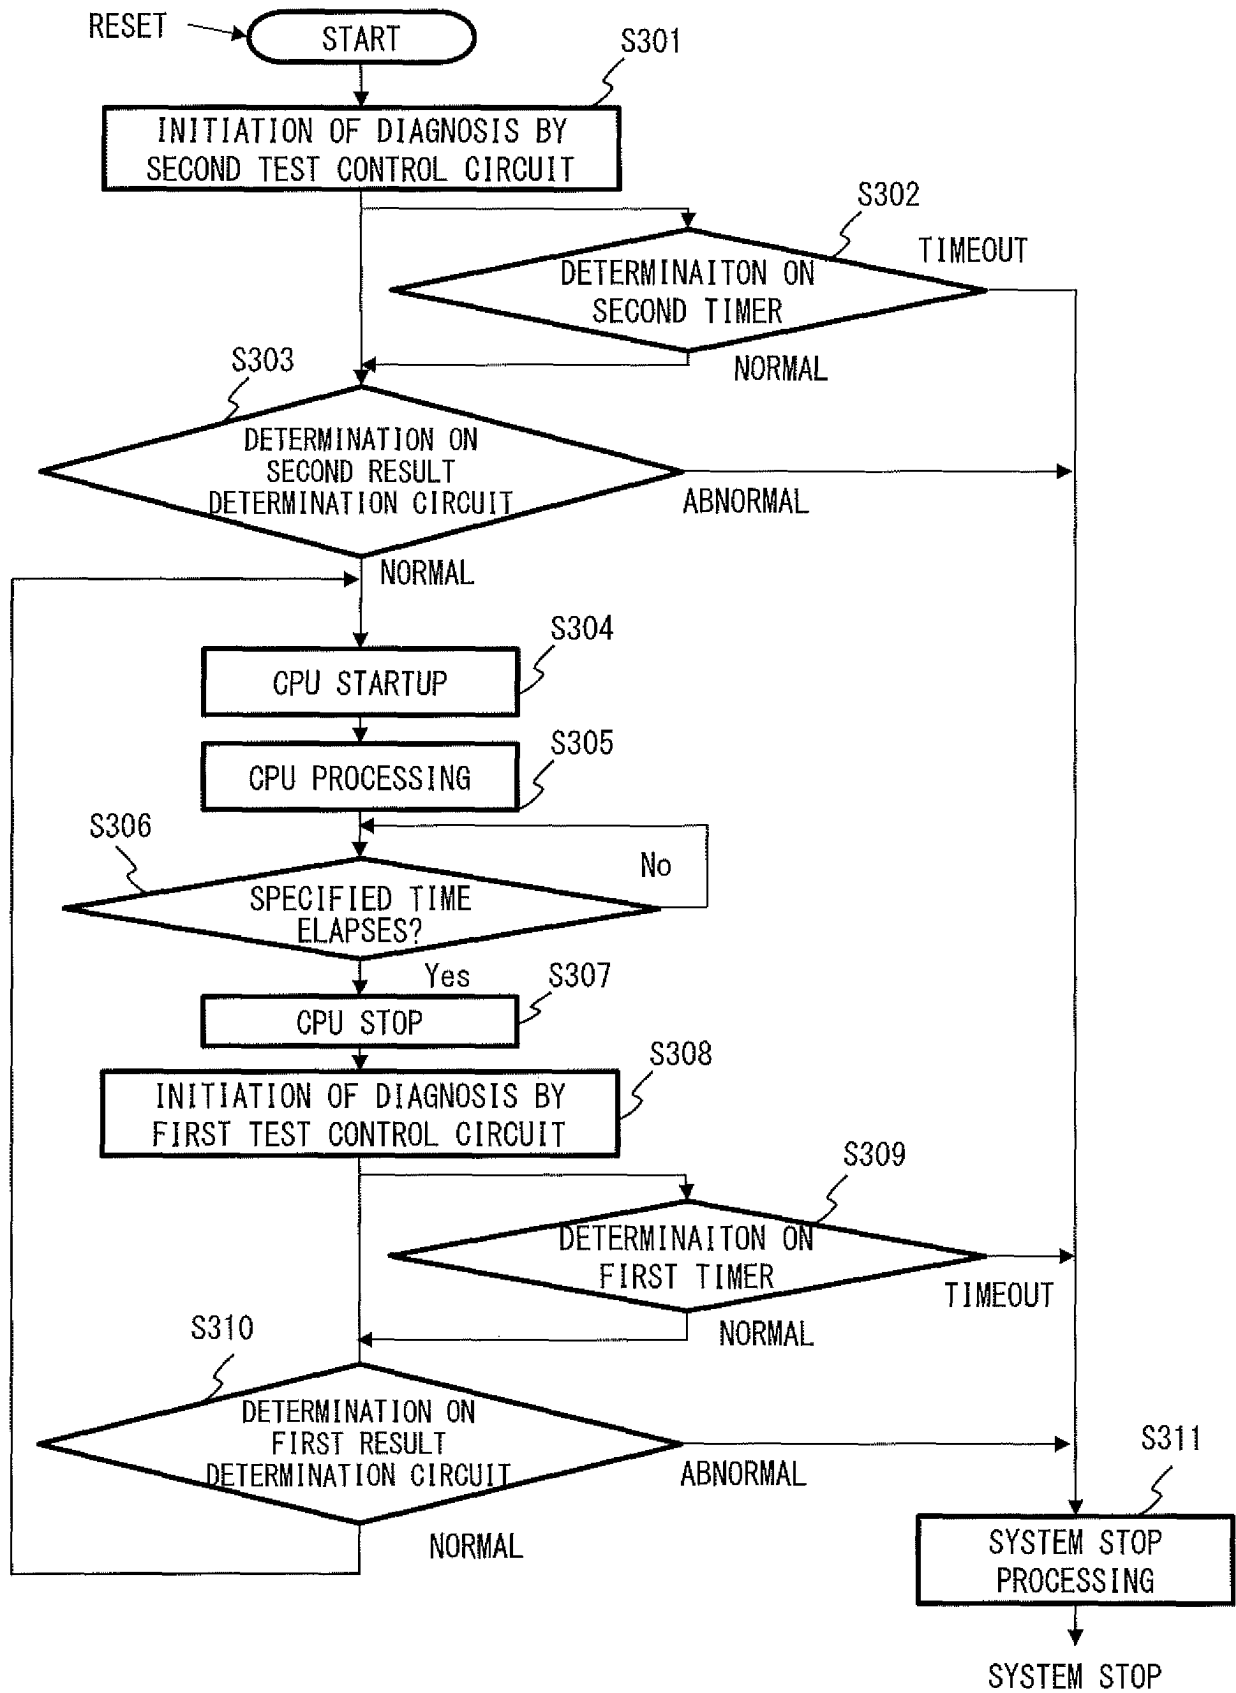 RESET
START
S301
INITIATION OF DIAGNOSIS BY
SECOND TEST CONTROL CIRCUIT
S302
TIMEOUT
DETERMINAITON ON
SECOND TIMER
NORMAL
S303
DETERMINATION ON
SECOND RESULT
DETERMINATION CIRCUIT
ABNORMAL
NORMAL
S304
CPU STARTUP
S305
CPU PROCESSING
S306
No
SPECIFIED TIME
ELAPSES?
Yes
S307
CPU STOP
S308
INITIATION OF DIAGNOSIS BY
FIRST TEST CONTROL CIRCUIT
S309
DETERMINAITON ON
FIRST TIMER
TIMEOUT
NORMAL
S310
DETERMINATION ON
FIRST RESULT
DETERMINATION CIRCUIT
ABNORMAL
NORMAL
S311
SYSTEM STOP
PROCESSING
SYSTEM STOP